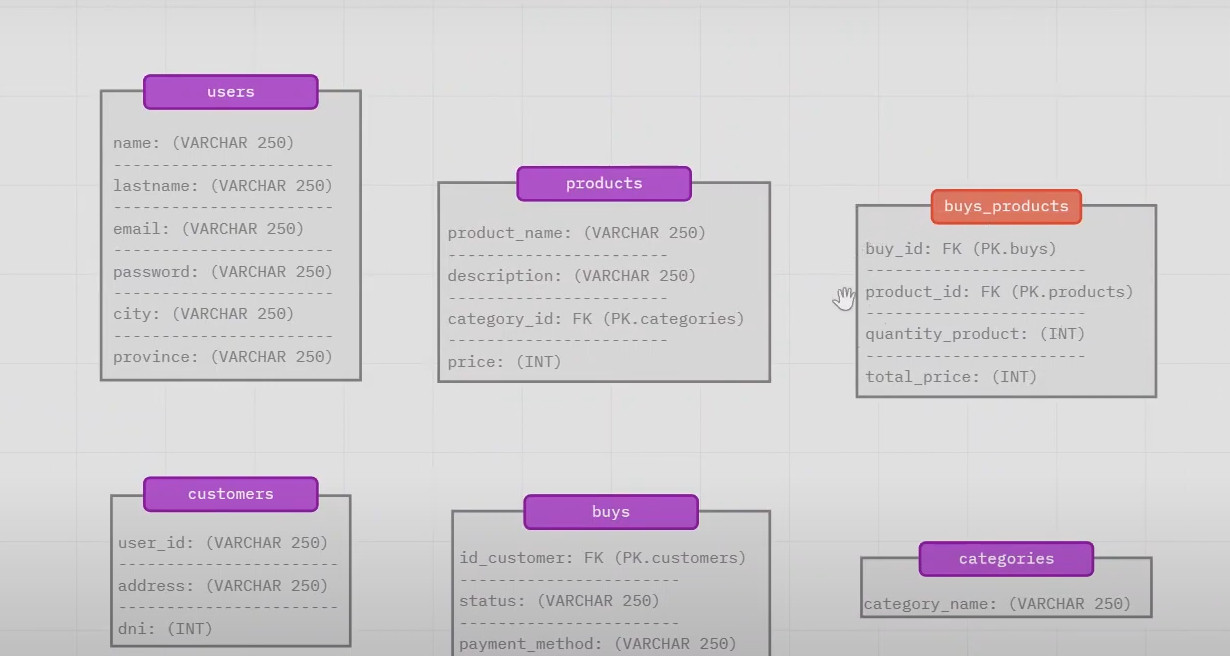 users
name: (VARCHAR 250)
lastname: (VARCHAR 250)
email: (VARCHAR 250)
password: (VARCHAR 250)
city: (VARCHAR 250)
province: (VARCHAR 250)
products
product_name: (VARCHAR 250)
description: (VARCHAR 250)
category_id: FK (PK.categories)
price: (INT)
buys_products
buy_id: FK (PK.buys)
product_id: FK (PK.products)
quantity_product: (INT)
total_price: (INT)
customers
user_id: (VARCHAR 250)
address: (VARCHAR 250)
dni: (INT)
buys
id_customer: FK (PK.customers)
status: (VARCHAR 250)
payment_method: (VARCHAR 250)
categories
category_name: (VARCHAR 250)